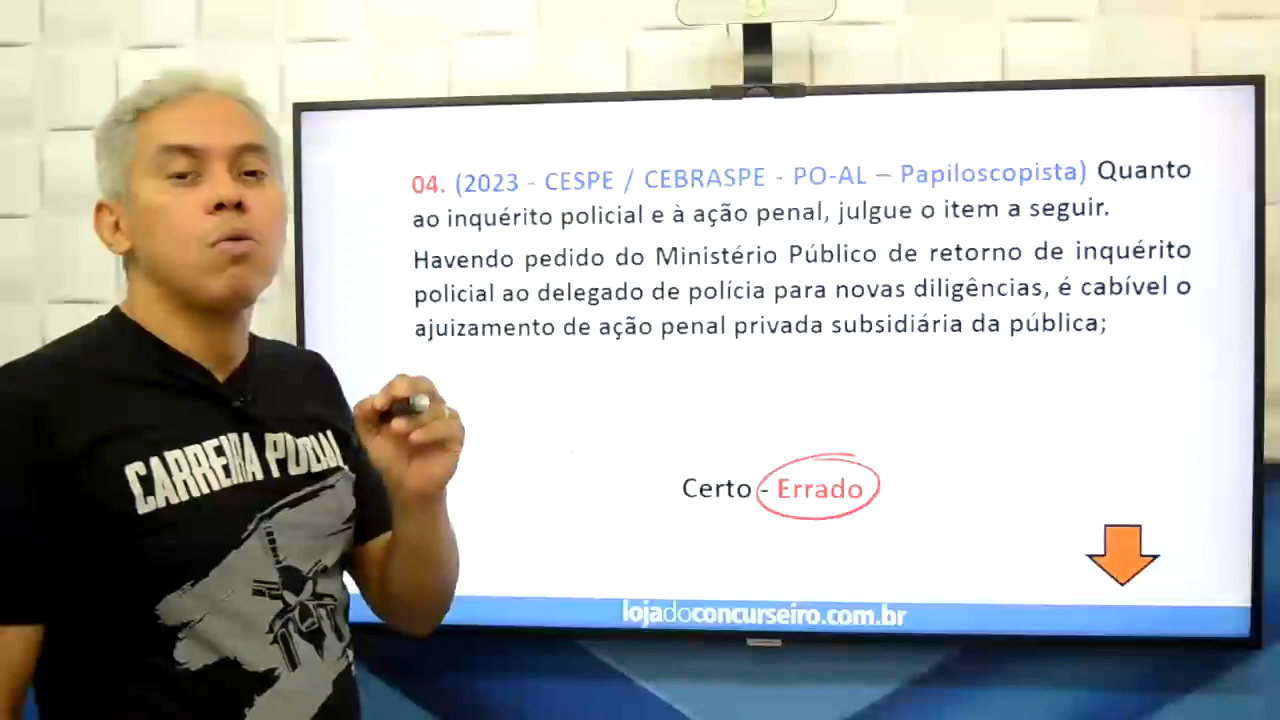 04. (2023 - CESPE / CEBRASPE - PO-AL – Papiloscopista) Quanto
ao inquérito policial e à ação penal, julgue o item a seguir.
Havendo pedido do Ministério Público de retorno de inquérito
policial ao delegado de polícia para novas diligências, é cabível o
ajuizamento de ação penal privada subsidiária da pública;
CARREIRA POLICIAL
Certo - Errado
lojadoconcurseiro.com.br